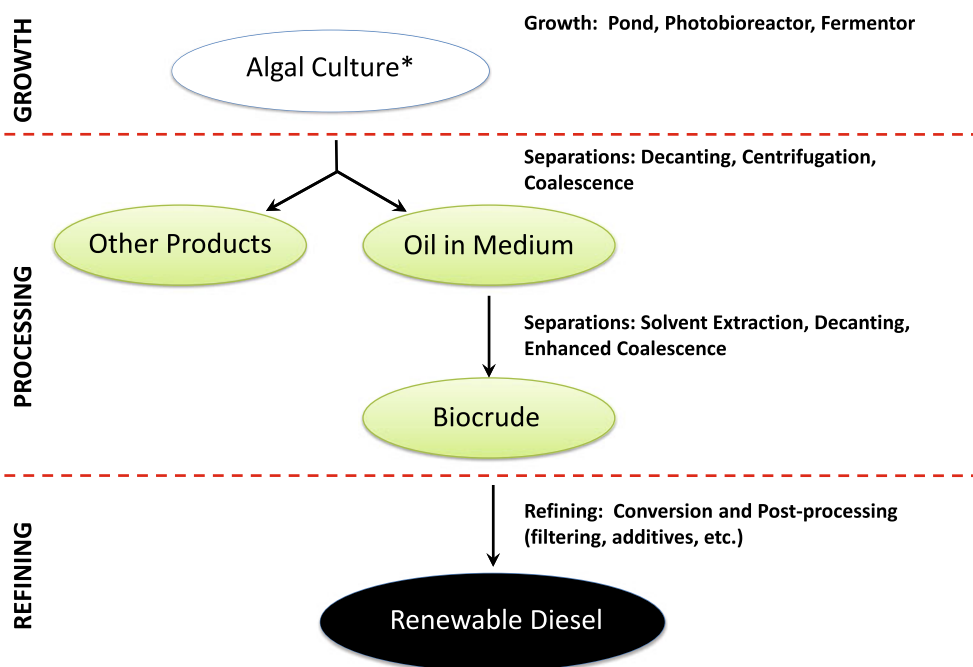 GROWTH
Growth:  Pond, Photobioreactor, Fermentor
Algal Culture*
PROCESSING
Separations: Decanting, Centrifugation,
Coalescence
Other Products
Oil in Medium
Separations: Solvent Extraction, Decanting,
Enhanced Coalescence
Biocrude
REFINING
Refining:  Conversion and Post-processing
(filtering, additives, etc.)
Renewable Diesel